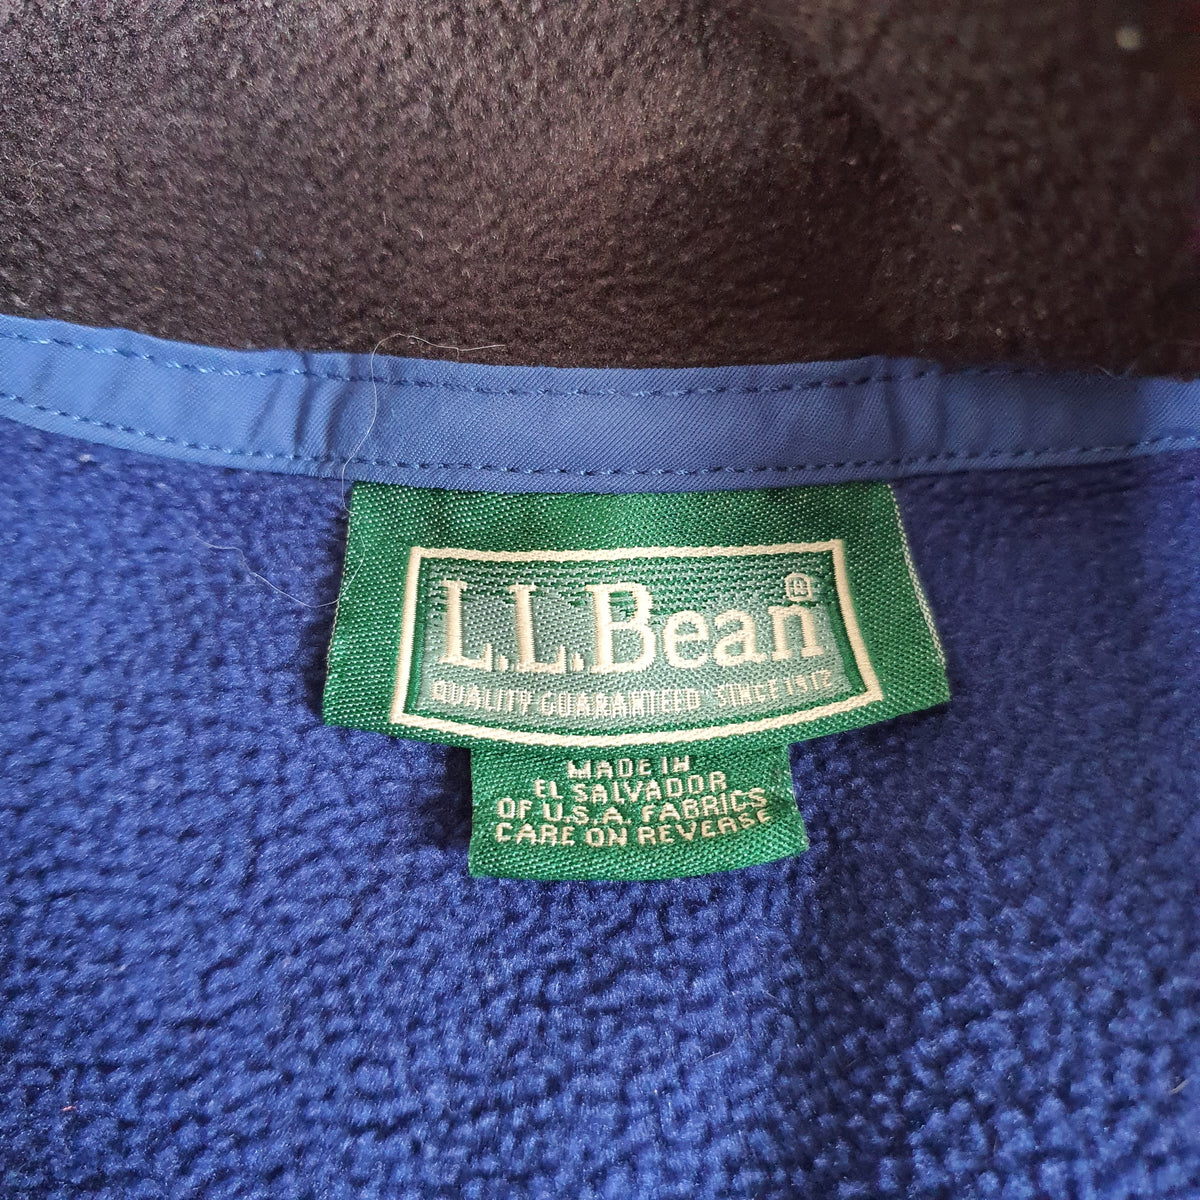 L.L.Bean®
QUALITY GUARANTEED SINCE 1912
MADE IN
EL SALVADOR
OF U.S.A. FABRICS
CARE ON REVERSE